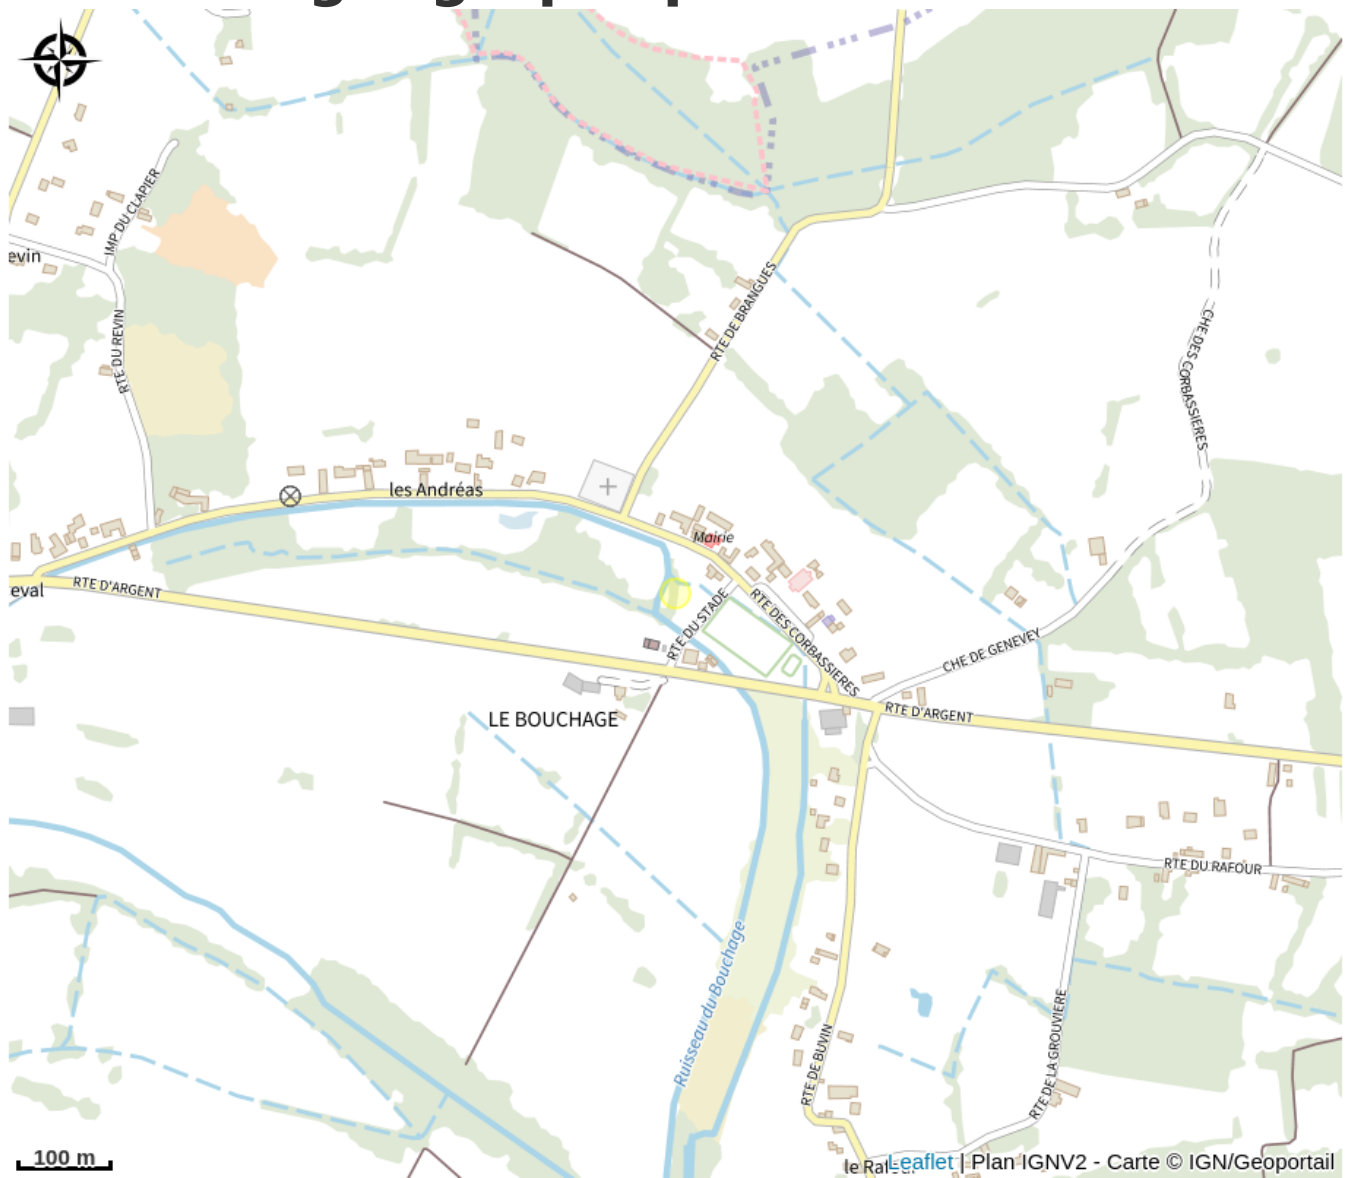 IMP DU CLAPIER
evin
RTE DE BRANGUES
RTE DU REVIN
CHE DES CORBASSIERES
les Andréas
Mairie
eval
RTE D'ARGENT
RTE DU STADE
RTE DES CORBASSIERES
CHE DE GENEVEY
LE BOUCHAGE
RTE D'ARGENT
RTE DU RAFOUR
Ruisseau du Bouchage
RTE DE BUVIN
RTE DE LA GROUVIERE
100 m
le Rafour
Leaflet | Plan IGNV2 - Carte © IGN/Geoportail